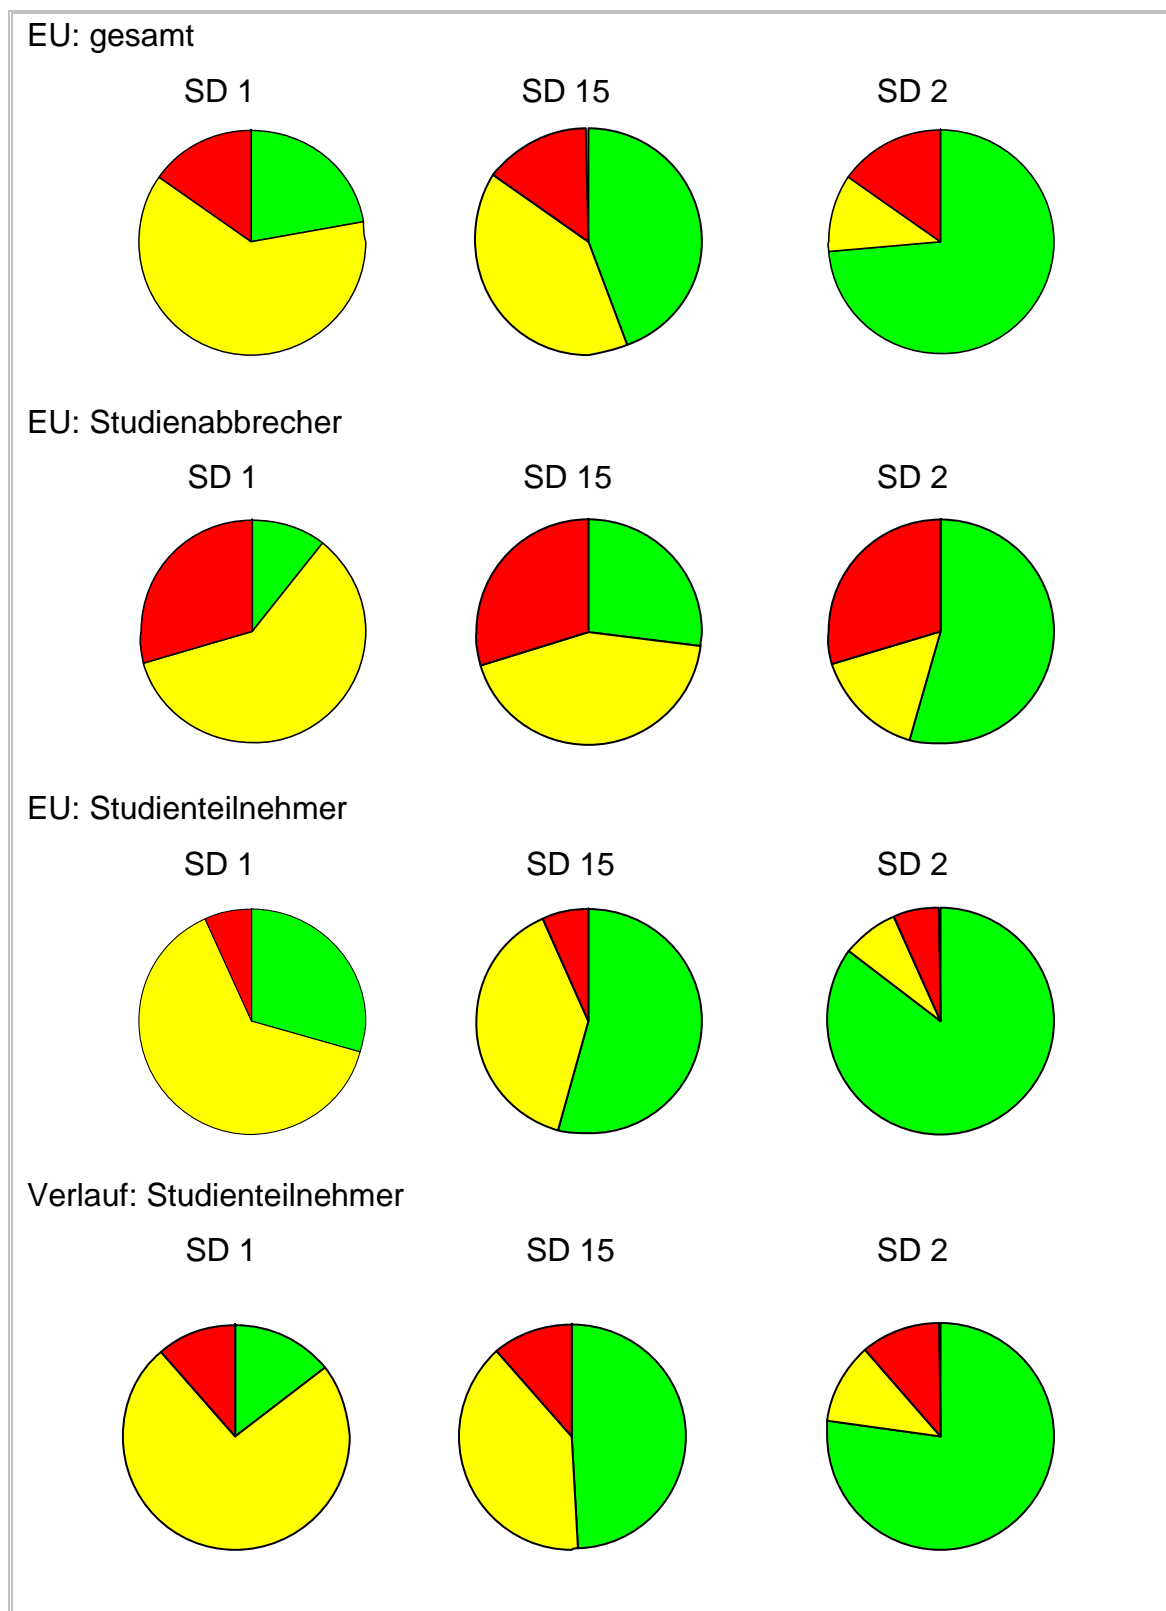 EU: gesamt
SD 1 SD 15 SD 2
EU: Studienabbrecher
SD 1 SD 15 SD 2
EU: Studienteilnehmer
SD 1 SD 15 SD 2
Verlauf: Studienteilnehmer
SD 1 SD 15 SD 2